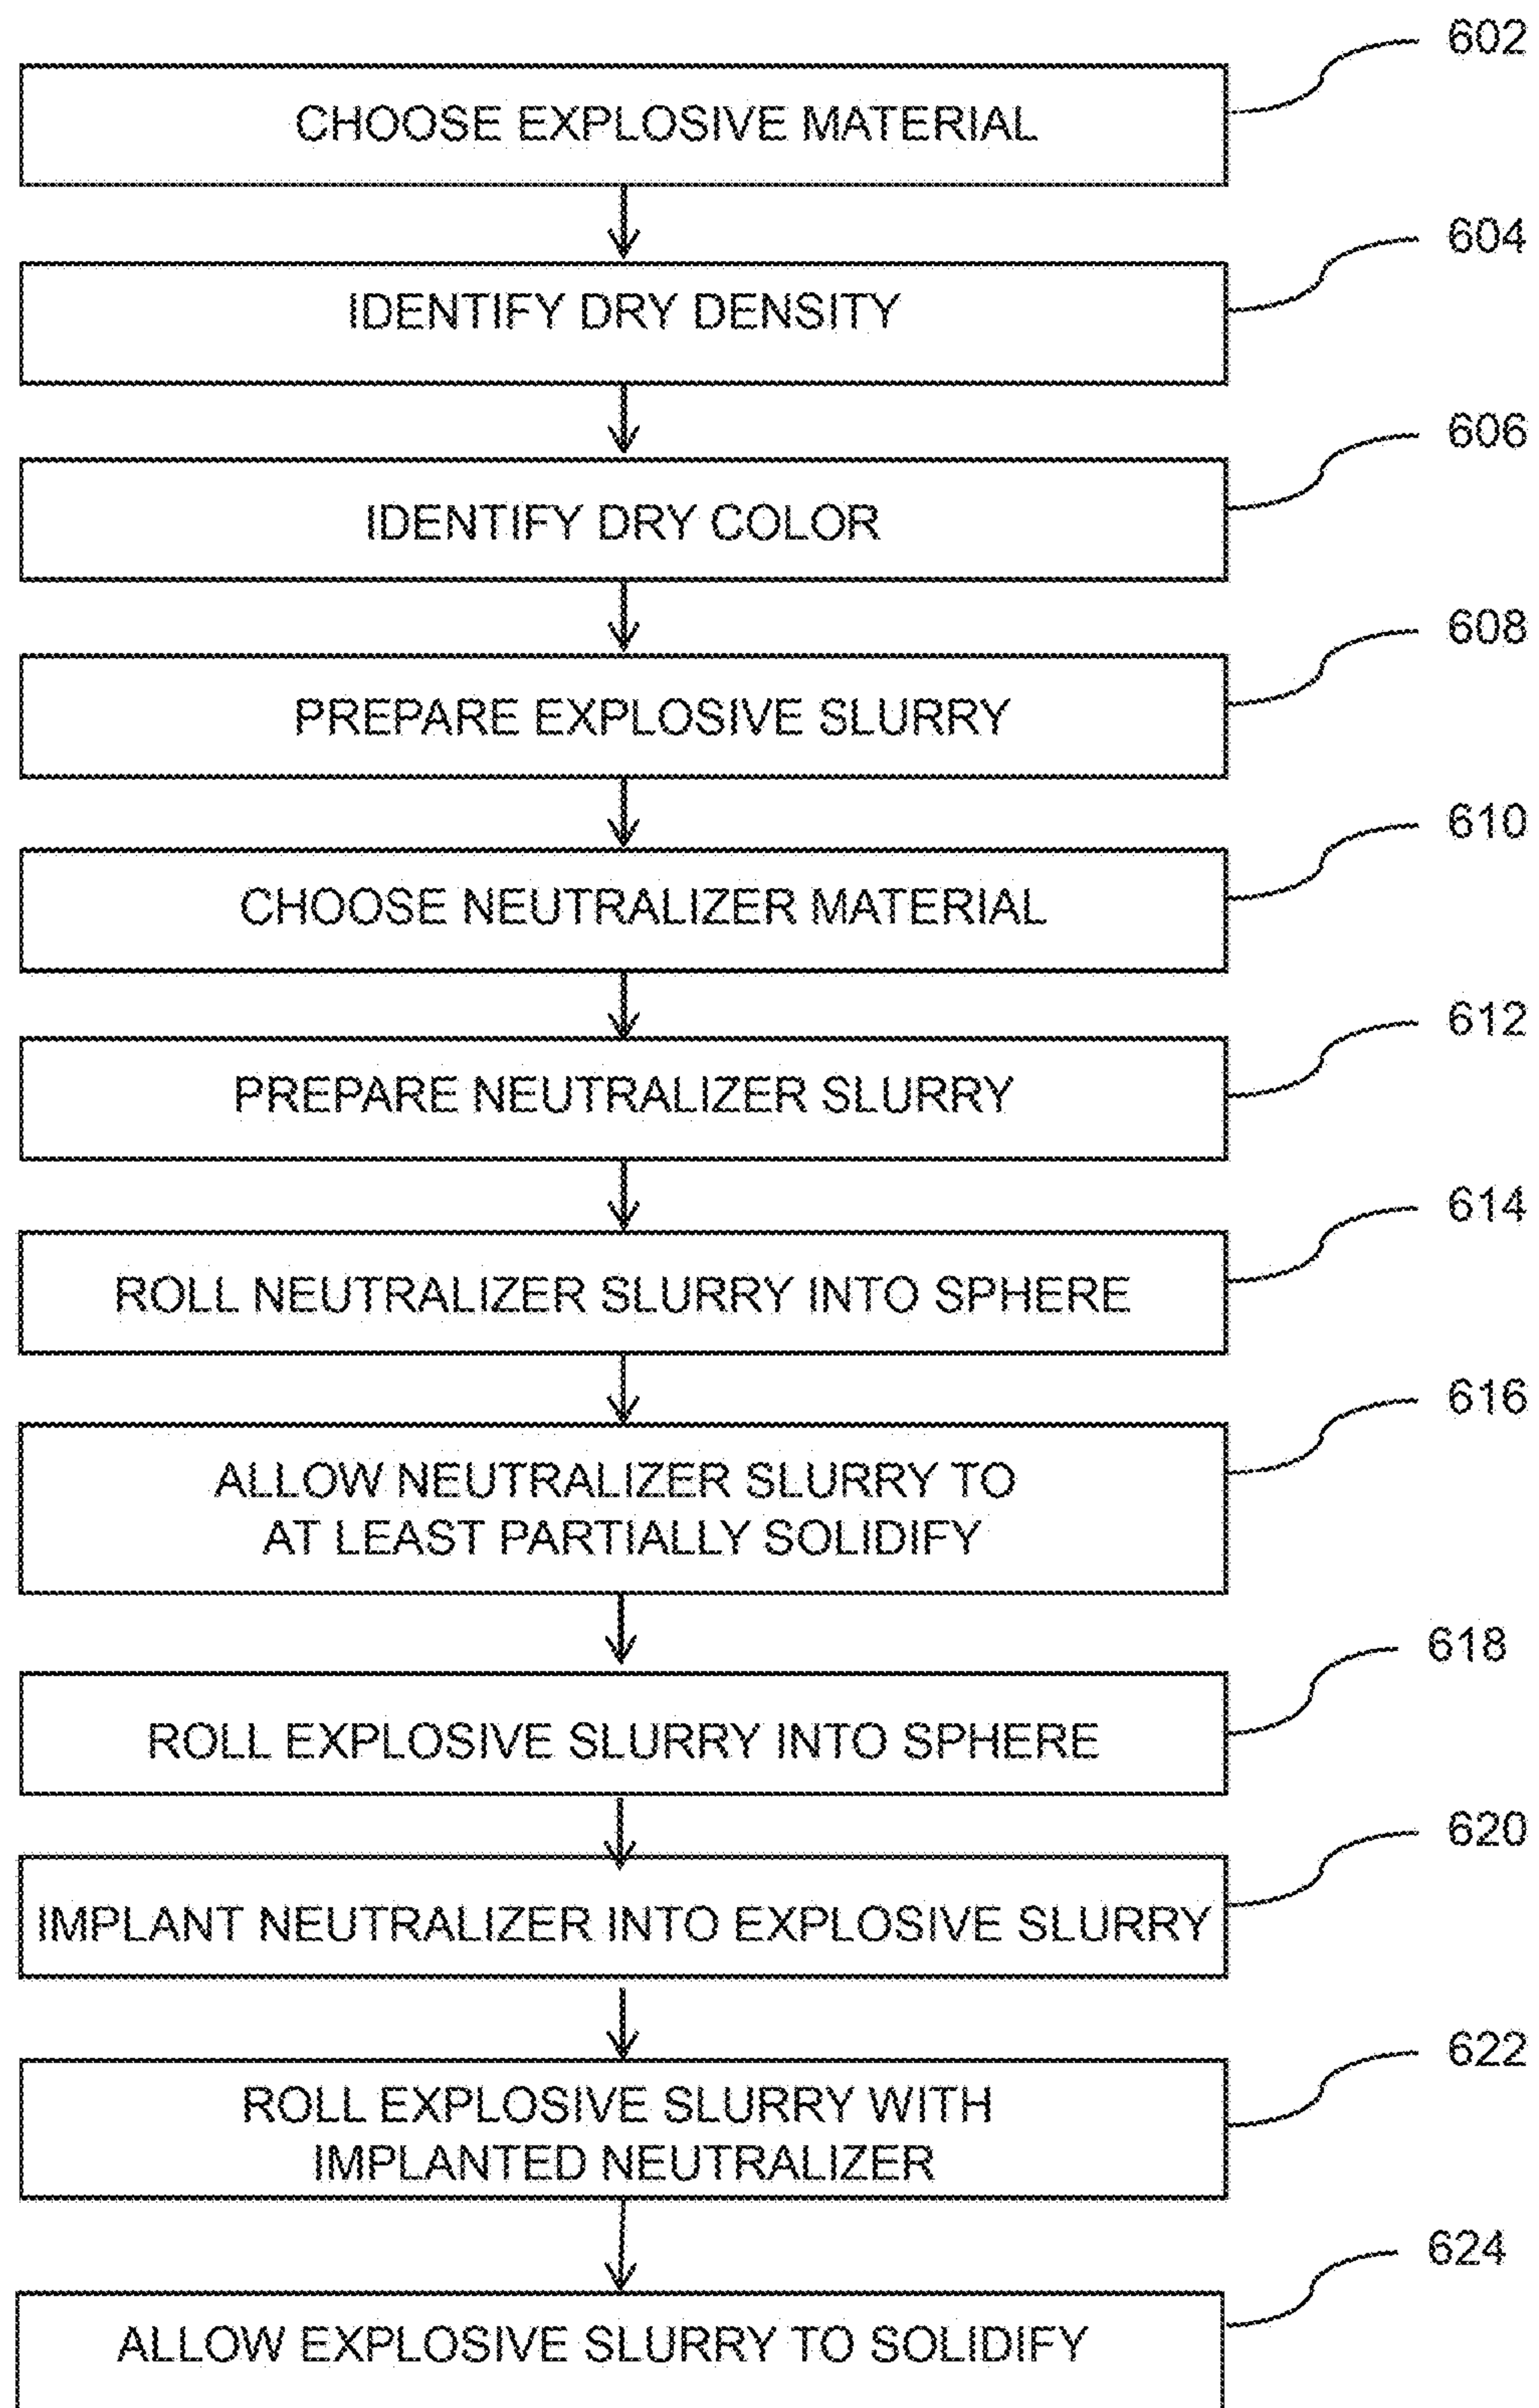 602
CHOOSE EXPLOSIVE MATERIAL
604
IDENTIFY DRY DENSITY
606
IDENTIFY DRY COLOR
608
PREPARE EXPLOSIVE SLURRY
610
CHOOSE NEUTRALIZER MATERIAL
612
PREPARE NEUTRALIZER SLURRY
614
ROLL NEUTRALIZER SLURRY INTO SPHERE
616
ALLOW NEUTRALIZER SLURRY TO
AT LEAST PARTIALLY SOLIDIFY
618
ROLL EXPLOSIVE SLURRY INTO SPHERE
620
IMPLANT NEUTRALIZER INTO EXPLOSIVE SLURRY
622
ROLL EXPLOSIVE SLURRY WITH
IMPLANTED NEUTRALIZER
624
ALLOW EXPLOSIVE SLURRY TO SOLIDIFY